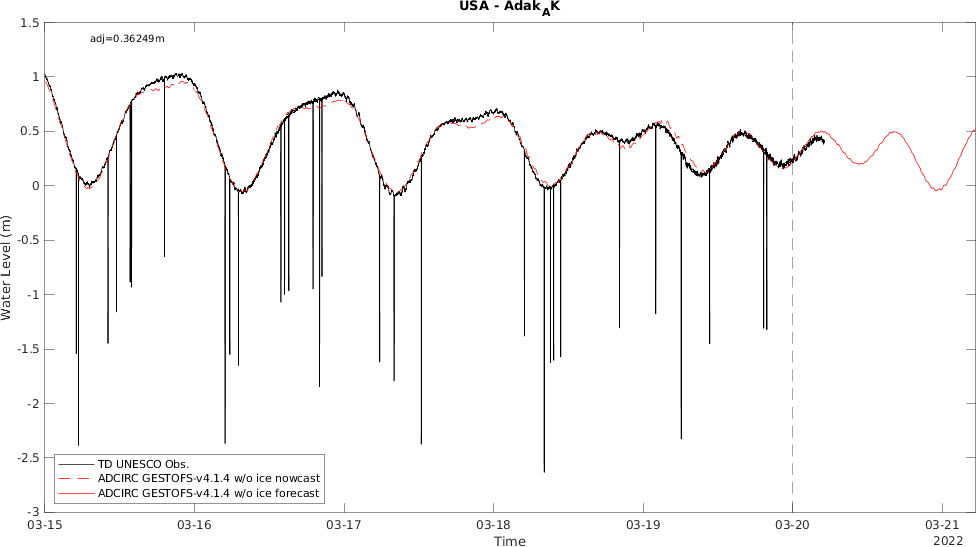 USA - Adak_AK
adj=0.36249m
1.5
1
0.5
0
-0.5
-1
-1.5
-2
-2.5
-3
Water Level (m)
TD UNESCO Obs.
ADCIRC GESTOFS-v4.1.4 w/o ice nowcast
ADCIRC GESTOFS-v4.1.4 w/o ice forecast
03-15 03-16 03-17 03-18 03-19 03-20 03-21
Time
2022